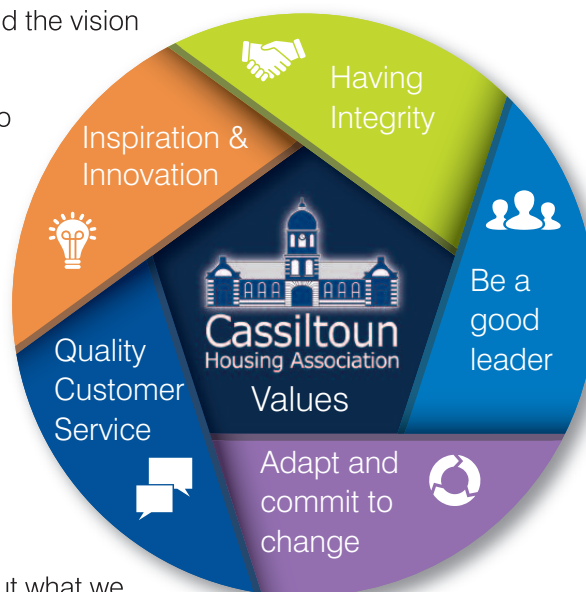 d the vision
o
Having
Integrity
Inspiration &
Innovation
Be a
good
leader
Cassiltoun
Housing Association
Values
Quality
Customer
Service
Adapt and
commit to
change
ut what we